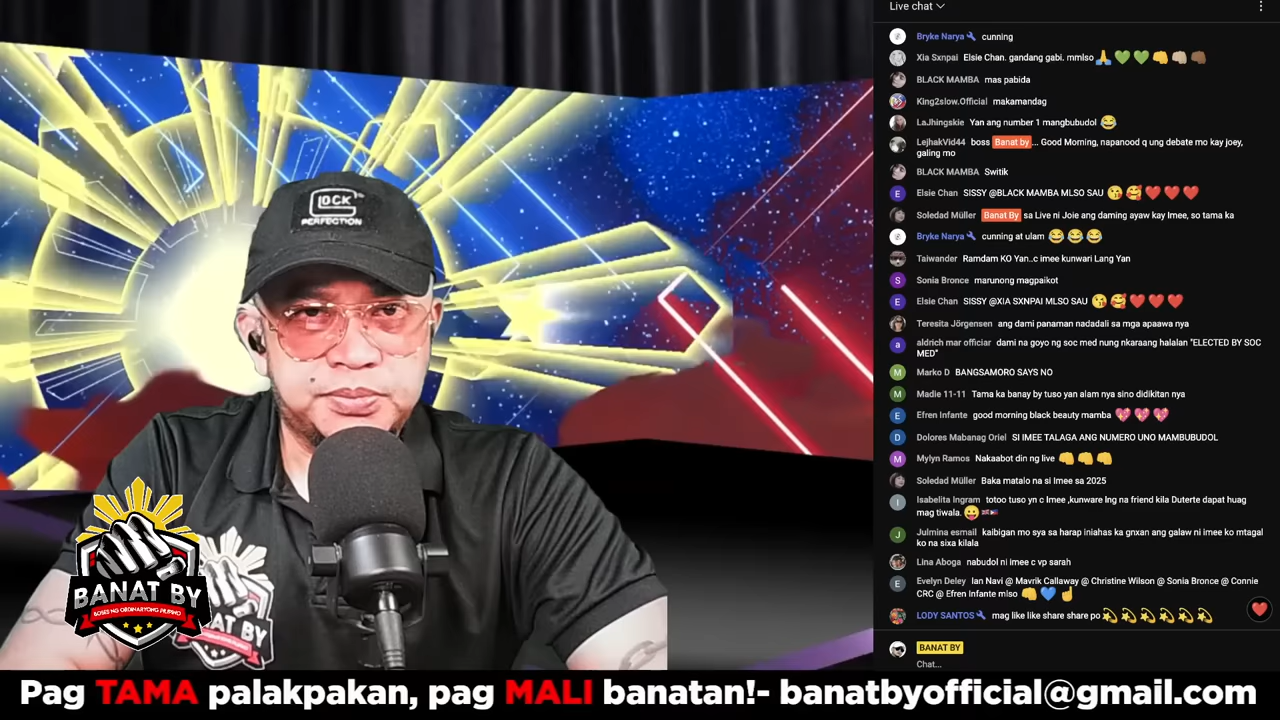 Live chat
Bryke Narya cunning
Xia Sxnpai Elsie Chan. gandang gabi. mmlso 🙏 💚 💚 👊 👊🏻 👊🏾
BLACK MAMBA mas pabida
King2slow.Official makamandag
LaJhingskie Yan ang number 1 mangbubudol 😂
LejhakVid44 boss Banat by... Good Morning, napanood q ung debate mo kay joey,
galing mo
BLACK MAMBA Switik
E Elsie Chan SISSY @BLACK MAMBA MLSO SAU 😘 🥰 ❤️ ❤️ ❤️
Soledad Müller Banat By sa Live ni Joie ang daming ayaw kay Imee, so tama ka
Bryke Narya cunning at ulam 😂 😂 😂
Taiwander Ramdam KO Yan..c imee kunwari Lang Yan
S Sonia Bronce marunong magpaikot
E Elsie Chan SISSY @XIA SXNPAI MLSO SAU 😘 🥰 ❤️ ❤️ ❤️
Teresita Jörgensen ang dami panaman nadadali sa mga apaawa nya
a aldrich mar officiar dami na goyo ng soc med nung nkaraang halalan "ELECTED BY SOC
MED"
M Marko D BANGSAMORO SAYS NO
M Madie 11-11 Tama ka banay by tuso yan alam nya sino didikitan nya
E Efren Infante good morning black beauty mamba 💖 💖 💖
D Dolores Mabanag Oriel SI IMEE TALAGA ANG NUMERO UNO MAMBUBUDOL
M Mylyn Ramos Nakaabot din ng live 👊 👊 👊
Soledad Müller Baka matalo na si Imee sa 2025
I Isabelita Ingram totoo tuso yn c Imee ,kunware lng na friend kila Duterte dapat huag
mag tiwala. 😛 🇬🇧🇵🇭
J Julmina esmail kaibigan mo sya sa harap iniahas ka gnxan ang galaw ni imee ko mtagal
ko na sixa kilala
Lina Aboga nabudol ni imee c vp sarah
E Evelyn Deley Ian Navi @ Mavrik Callaway @ Christine Wilson @ Sonia Bronce @ Connie
CRC @ Efren Infante mlso 👊 💙 ☝️
LODY SANTOS mag like like share share po 💫 💫 💫 💫 💫 💫
BANAT BY
Chat...
GLOCK
PERFECTION
BANAT BY
BOSES NG ORDINARYONG PILIPINO
BANAT BY
Pag TAMA palakpakan, pag MALI banatan!- banatbyofficial@gmail.com